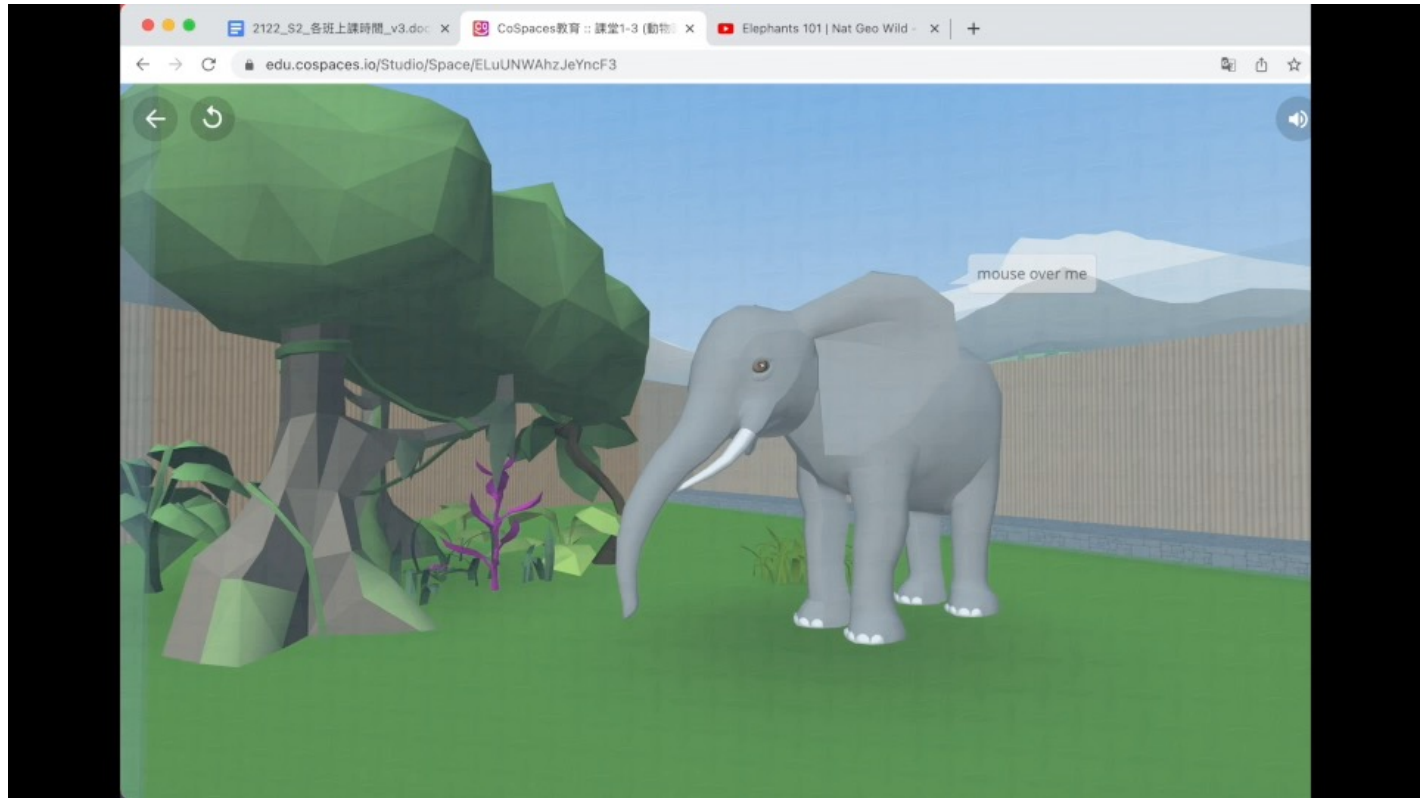 2122_S2_各班上課時間_v3.doc
CoSpaces教育 :: 課堂1-3 (動物
Elephants 101 | Nat Geo Wild -
edu.cospaces.io/Studio/Space/ELuUNWAhzJeYncF3
mouse over me